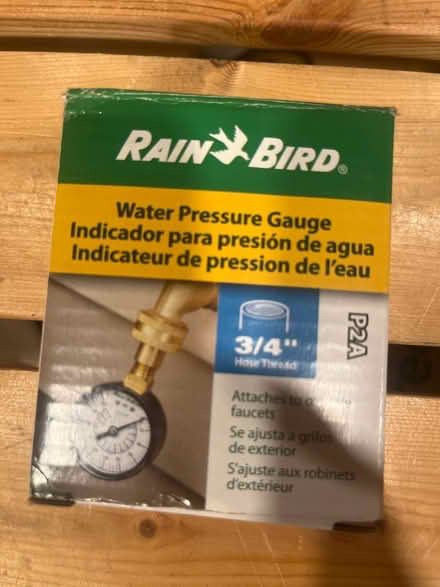 RAIN BIRD®
Water Pressure Gauge
Indicador para presión de agua
Indicateur de pression de l'eau
3/4"
Hose Thread
P2A
Attaches to
faucets
Se ajusta a grifos
de exterior
S'ajuste aux robinets
d'extérieur